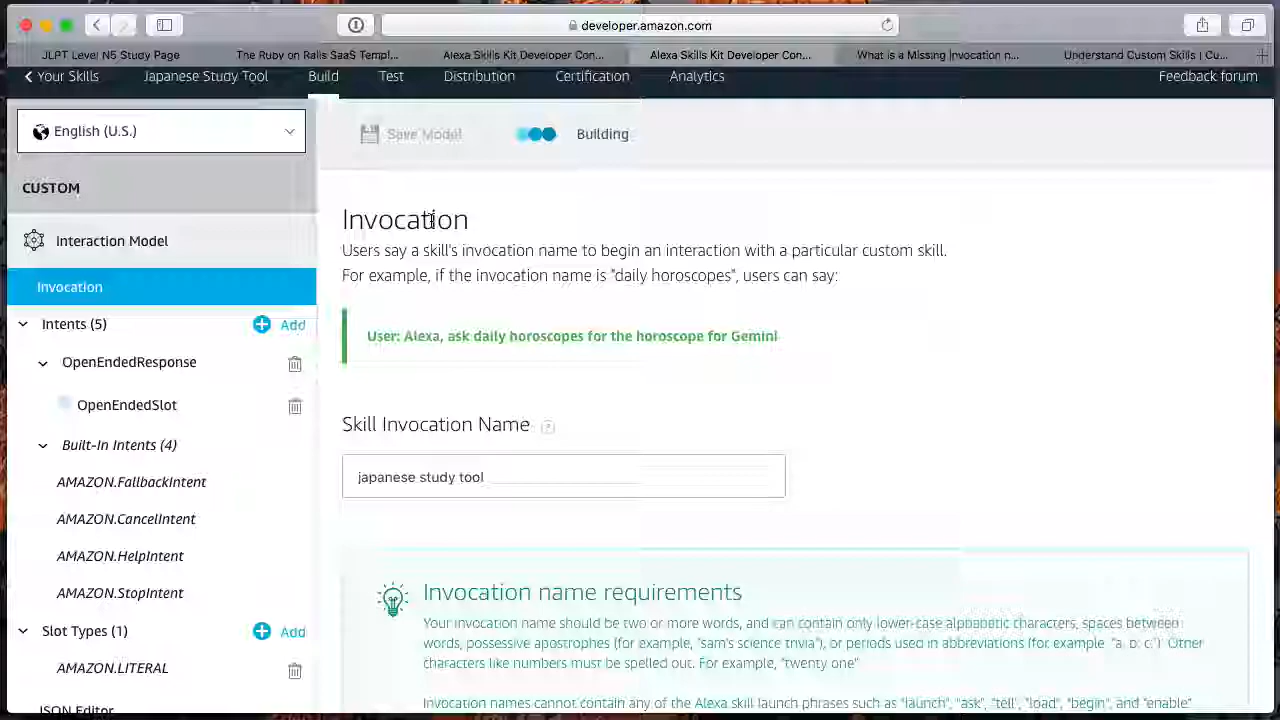 developer.amazon.com
JLPT Level N5 Study Page
The Ruby on Rails SaaS Templ...
Alexa Skills Kit Developer Con...
Alexa Skills Kit Developer Con...
What is a Missing Invocation n...
Understand Custom Skills | Cu...
Your Skills
Japanese Study Tool
Build
Test
Distribution
Certification
Analytics
Feedback forum
English (U.S.)
Save Model
Building
CUSTOM
Interaction Model
Invocation
Intents (5)
Add
OpenEndedResponse
OpenEndedSlot
Built-In Intents (4)
AMAZON.FallbackIntent
AMAZON.CancelIntent
AMAZON.HelpIntent
AMAZON.StopIntent
Slot Types (1)
Add
AMAZON.LITERAL
JSON Editor
Invocation
Users say a skill's invocation name to begin an interaction with a particular custom skill.
For example, if the invocation name is "daily horoscopes", users can say:
User: Alexa, ask daily horoscopes for the horoscope for Gemini
Skill Invocation Name
?
japanese study tool
Invocation name requirements
Your invocation name should be two or more words, and can contain only lower-case alphabetic characters, spaces between
words, possessive apostrophes (for example, "sam's science trivia"), or periods used in abbreviations (for example, "a. b. c."). Other
characters like numbers must be spelled out. For example, "twenty one".
Invocation names cannot contain any of the Alexa skill launch phrases such as "launch", "ask", "tell", "load", "begin", and "enable".